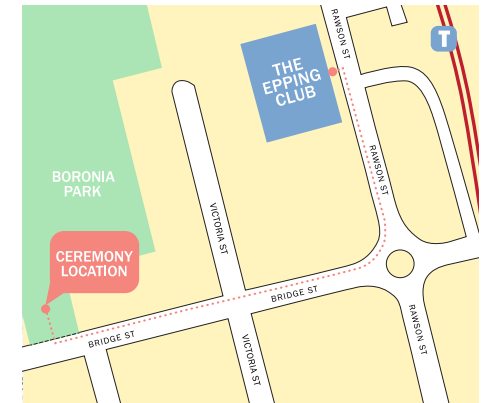 RAWSON ST
T
THE
EPPING
CLUB
RAWSON ST
BORONIA
PARK
VICTORIA ST
CEREMONY
LOCATION
BRIDGE ST
BRIDGE ST
RAWSON ST
VICTORIA ST